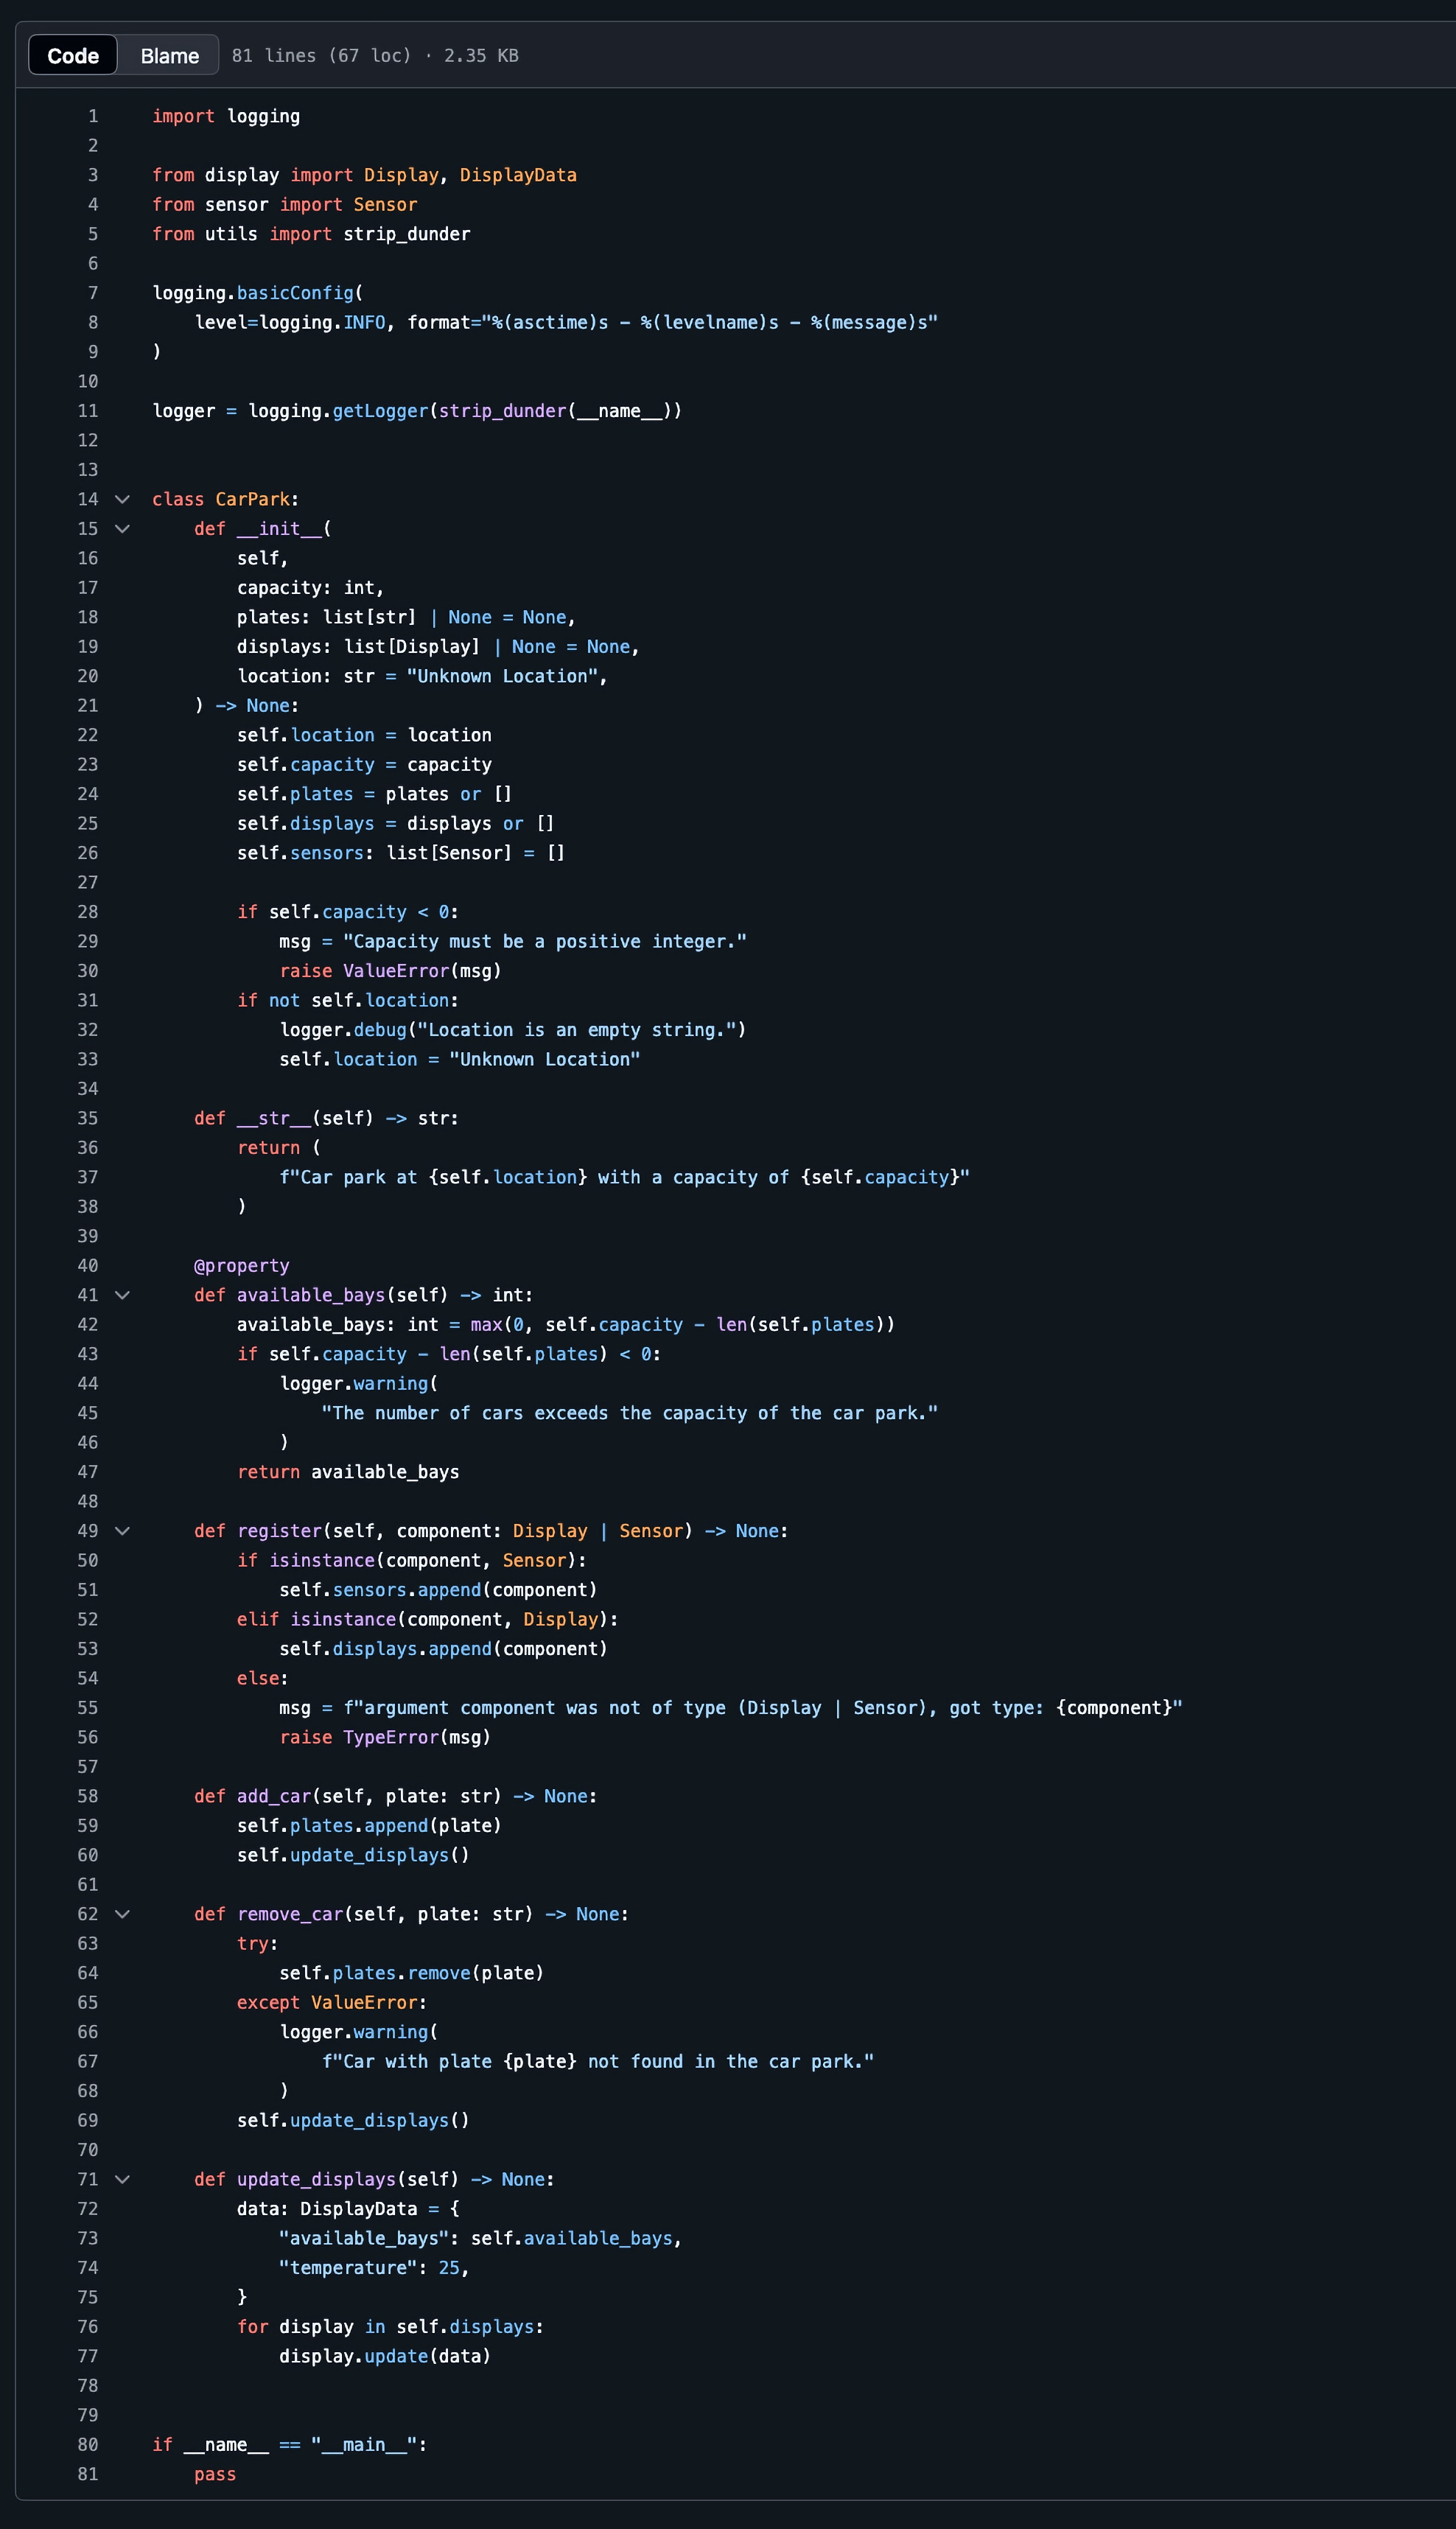 Code Blame 81 lines (67 loc) · 2.35 KB
1 import logging
2
3 from display import Display, DisplayData
4 from sensor import Sensor
5 from utils import strip_dunder
6
7 logging.basicConfig(
8     level=logging.INFO, format="%(asctime)s - %(levelname)s - %(message)s"
9 )
10
11 logger = logging.getLogger(strip_dunder(__name__))
12
13
14 class CarPark:
15     def __init__(
16         self,
17         capacity: int,
18         plates: list[str] | None = None,
19         displays: list[Display] | None = None,
20         location: str = "Unknown Location",
21     ) -> None:
22         self.location = location
23         self.capacity = capacity
24         self.plates = plates or []
25         self.displays = displays or []
26         self.sensors: list[Sensor] = []
27
28         if self.capacity < 0:
29             msg = "Capacity must be a positive integer."
30             raise ValueError(msg)
31         if not self.location:
32             logger.debug("Location is an empty string.")
33             self.location = "Unknown Location"
34
35     def __str__(self) -> str:
36         return (
37             f"Car park at {self.location} with a capacity of {self.capacity}"
38         )
39
40     @property
41     def available_bays(self) -> int:
42         available_bays: int = max(0, self.capacity - len(self.plates))
43         if self.capacity - len(self.plates) < 0:
44             logger.warning(
45                 "The number of cars exceeds the capacity of the car park."
46             )
47         return available_bays
48
49     def register(self, component: Display | Sensor) -> None:
50         if isinstance(component, Sensor):
51             self.sensors.append(component)
52         elif isinstance(component, Display):
53             self.displays.append(component)
54         else:
55             msg = f"argument component was not of type (Display | Sensor), got type: {component}"
56             raise TypeError(msg)
57
58     def add_car(self, plate: str) -> None:
59         self.plates.append(plate)
60         self.update_displays()
61
62     def remove_car(self, plate: str) -> None:
63         try:
64             self.plates.remove(plate)
65         except ValueError:
66             logger.warning(
67                 f"Car with plate {plate} not found in the car park."
68             )
69         self.update_displays()
70
71     def update_displays(self) -> None:
72         data: DisplayData = {
73             "available_bays": self.available_bays,
74             "temperature": 25,
75         }
76         for display in self.displays:
77             display.update(data)
78
79
80 if __name__ == "__main__":
81     pass